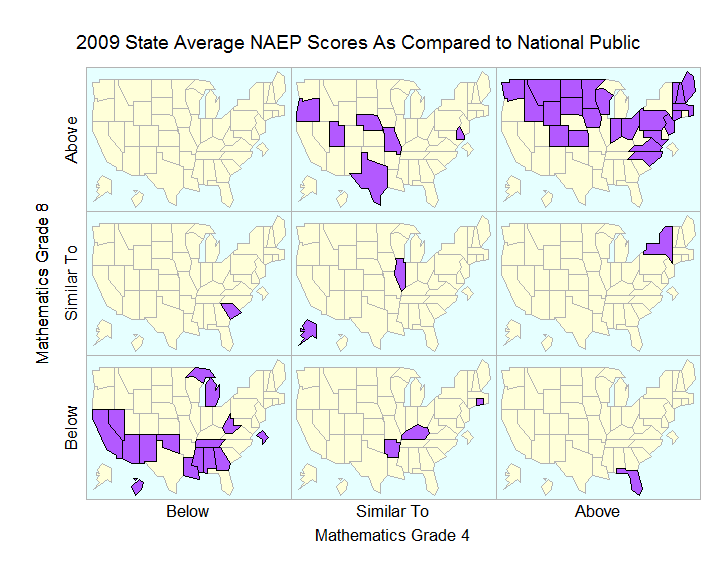 2009 State Average NAEP Scores As Compared to National Public
Mathematics Grade 8
Above
Similar To
Below
Below
Similar To
Above
Mathematics Grade 4